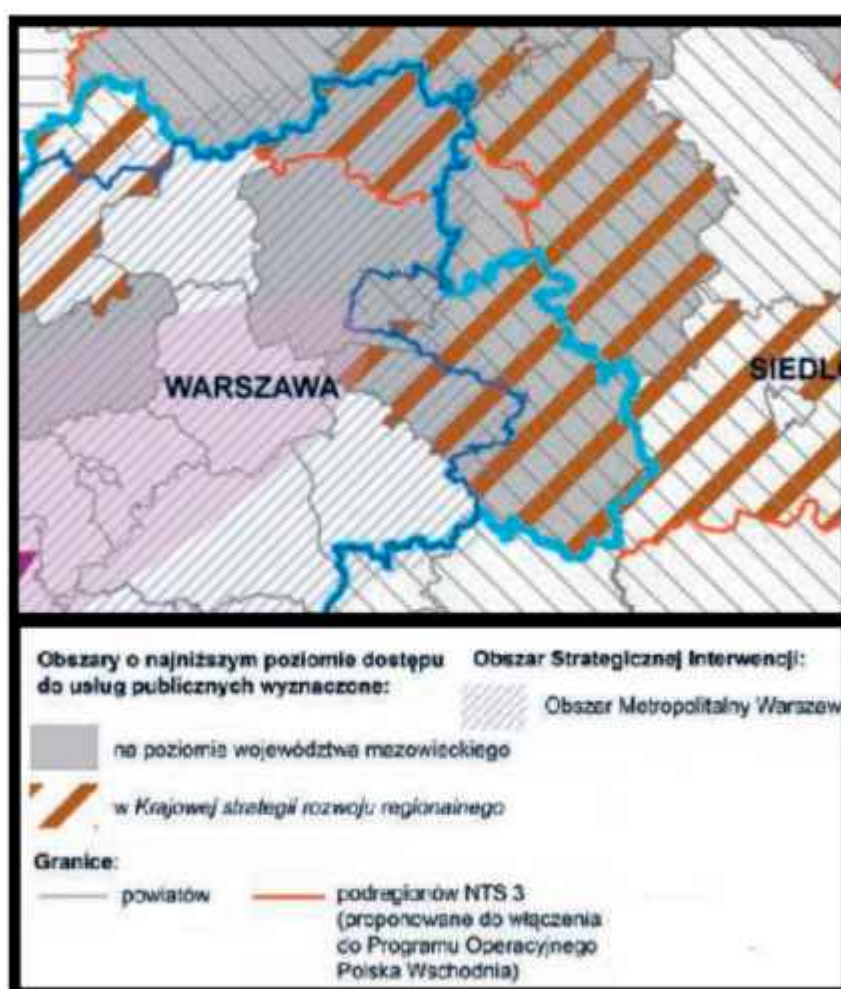 WARSZAWA
SIEDLC
Obszary o najniższym poziomie dostępu
do usług publicznych wyznaczone:
na poziomie województwa mazowieckiego
w Krajowej strategii rozwoju regionalnego
Granice:
powiatów
podregionów NTS 3
(proponowane do włączenia
do Programu Operacyjnego
Polska Wschodnia)
Obszar Strategicznej Interwencji:
Obszar Metropolitalny Warszaw